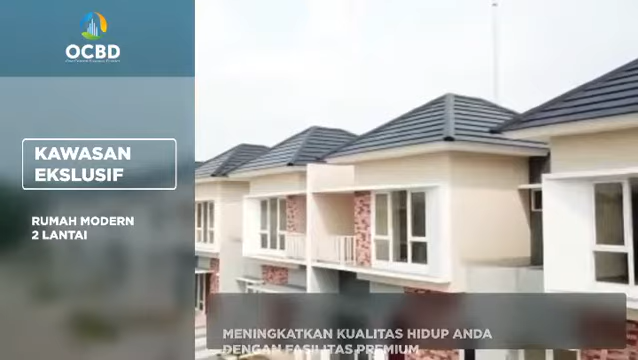 OCBD
KAWASAN
EKSLUSIF
RUMAH MODERN
2 LANTAI
MENINGKATKAN KUALITAS HIDUP ANDA
DENGAN FASILITAS PREMIUM